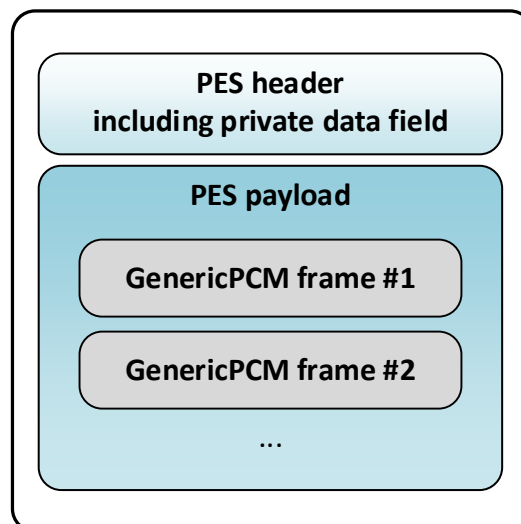 PES header
including private data field
PES payload
GenericPCM frame #1
GenericPCM frame #2
...